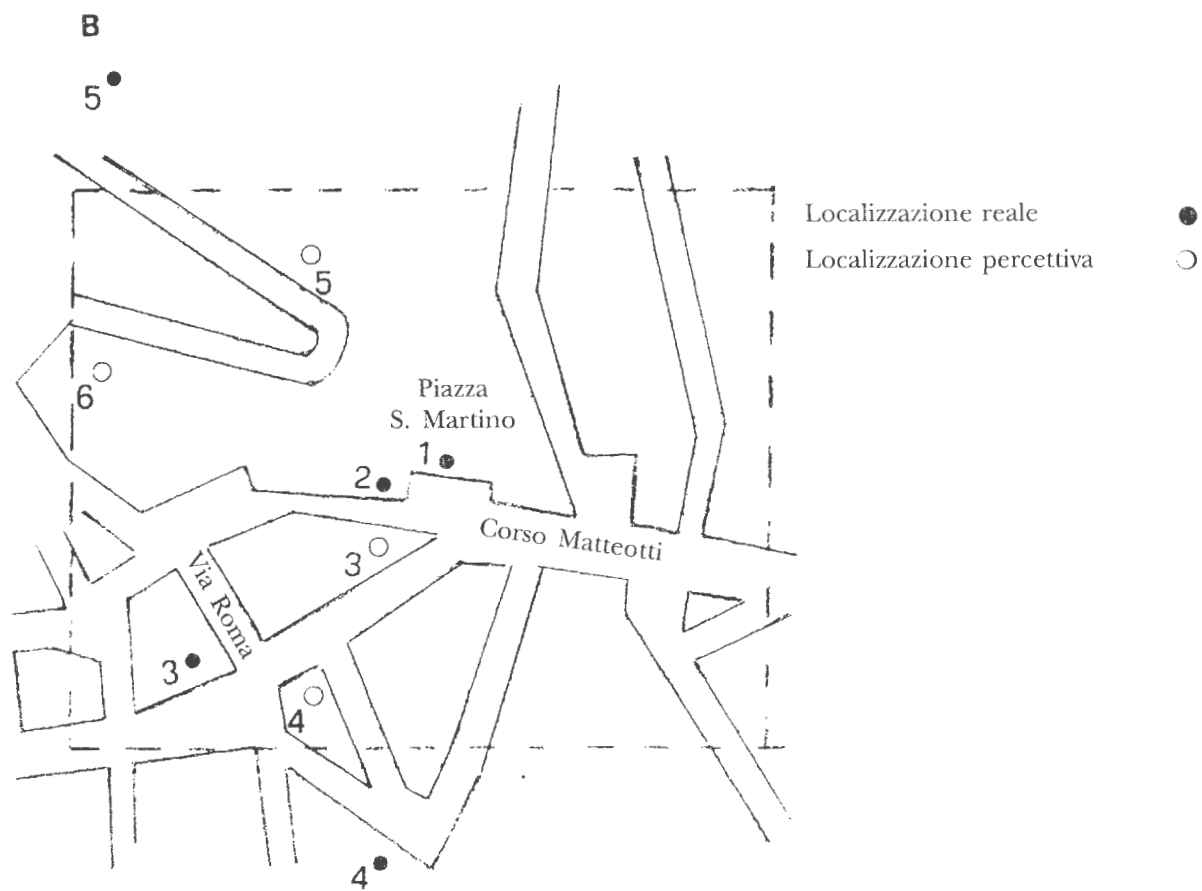 B
5
5
6
Piazza
S. Martino
1
2
Corso Matteotti
3
Via Roma
3
4
4
Localizzazione reale
Localizzazione percettiva